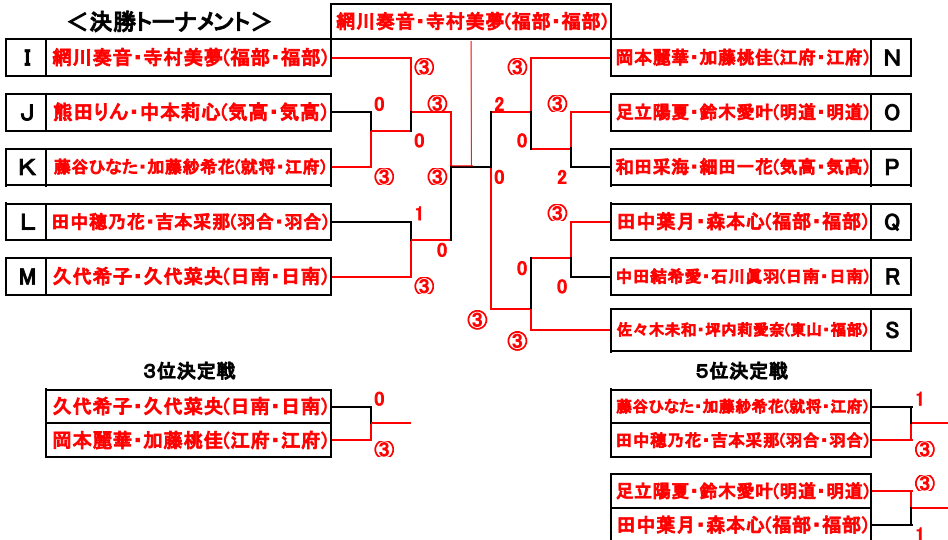 ＜決勝トーナメント＞
網川奏音・寺村美夢(福部・福部)
I 網川奏音・寺村美夢(福部・福部)
③
③
岡本麗華・加藤桃佳(江府・江府) N
J 熊田りん・中本莉心(気高・気高)
0
③
2
③
足立陽夏・鈴木愛叶(明道・明道) O
0
0
K 藤谷ひなた・加藤紗希花(就将・江府)
③
③
0
2
和田采海・細田一花(気高・気高) P
L 田中穂乃花・吉本采那(羽合・羽合)
1
③
田中葉月・森本心(福部・福部) Q
0
0
M 久代希子・久代菜央(日南・日南)
③
0
中田結希愛・石川眞羽(日南・日南) R
③
③
佐々木未和・坪内莉愛奈(東山・福部) S
3位決定戦
久代希子・久代菜央(日南・日南)
0
岡本麗華・加藤桃佳(江府・江府)
③
5位決定戦
藤谷ひなた・加藤紗希花(就将・江府)
1
田中穂乃花・吉本采那(羽合・羽合)
③
足立陽夏・鈴木愛叶(明道・明道)
③
田中葉月・森本心(福部・福部)
1